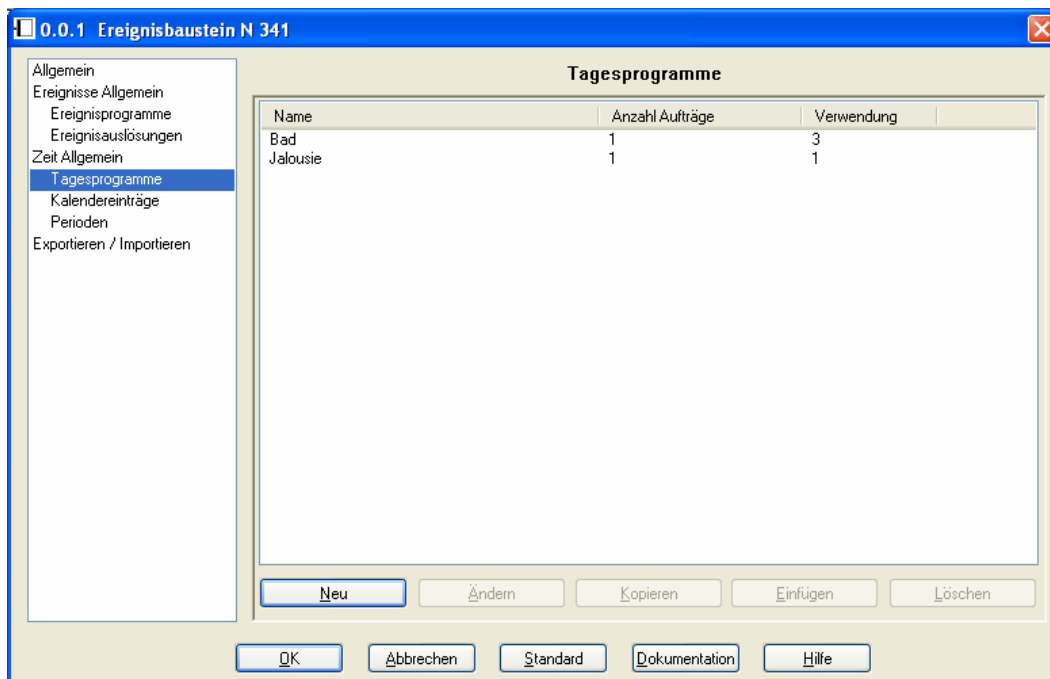 0.0.1 Ereignisbaustein N 341
Allgemein
Ereignisse Allgemein
Ereignisprogramme
Ereignisauslösungen
Zeit Allgemein
Tagesprogramme
Kalendereinträge
Perioden
Exportieren / Importieren
Tagesprogramme
Name Anzahl Aufträge Verwendung
Bad 1 3
Jalousie 1 1
Neu Ändern Kopieren Einfügen Löschen
OK Abbrechen Standard Dokumentation Hilfe